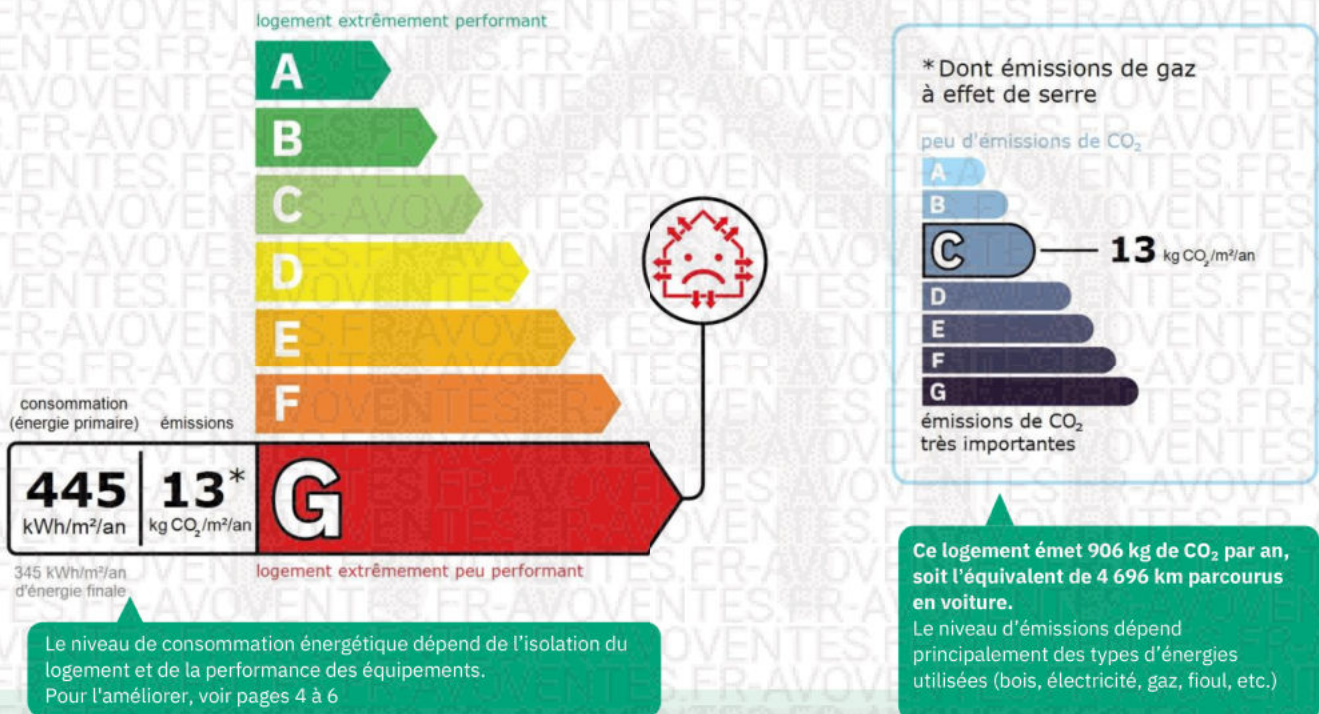 logement extrêmement performant
A
B
C
D
E
F
consommation
(énergie primaire)
émissions
445
kWh/m²/an
13*
kg CO₂/m²/an
G
345 kWh/m²/an
d'énergie finale
logement extrêmement peu performant
Le niveau de consommation énergétique dépend de l'isolation du
logement et de la performance des équipements.
Pour l'améliorer, voir pages 4 à 6
*Dont émissions de gaz
à effet de serre
peu d'émissions de CO₂
A
B
C
13 kg CO₂/m²/an
D
E
F
G
émissions de CO₂
très importantes
Ce logement émet 906 kg de CO₂ par an,
soit l'équivalent de 4 696 km parcourus
en voiture.
Le niveau d'émissions dépend
principalement des types d'énergies
utilisées (bois, électricité, gaz, fioul, etc.)